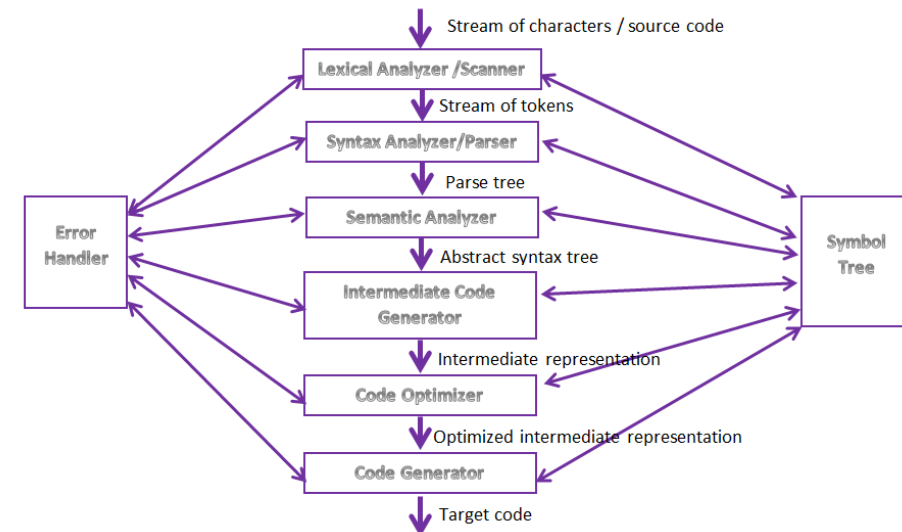 Stream of characters / source code
Lexical Analyzer /Scanner
Stream of tokens
Syntax Analyzer/Parser
Parse tree
Semantic Analyzer
Error
Handler
Symbol
Tree
Abstract syntax tree
Intermediate Code
Generator
Intermediate representation
Code Optimizer
Optimized intermediate representation
Code Generator
Target code